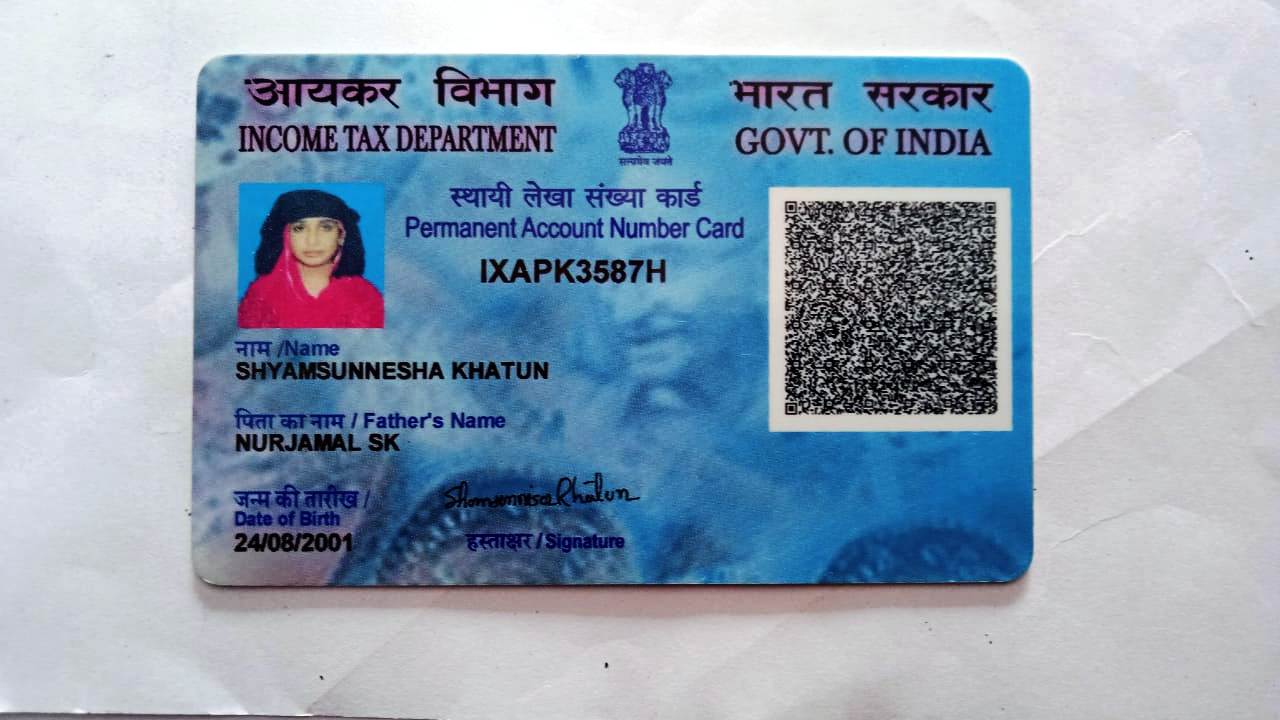 आयकर विभाग
INCOME TAX DEPARTMENT
सत्यमेव जयते
भारत सरकार
GOVT. OF INDIA
स्थायी लेखा संख्या कार्ड
Permanent Account Number Card
IXAPK3587H
नाम /Name
SHYAMSUNNESHA KHATUN
पिता का नाम / Father's Name
NURJAMAL SK
जन्म की तारीख /
Date of Birth
24/08/2001
Khatun
हस्ताक्षर / Signature